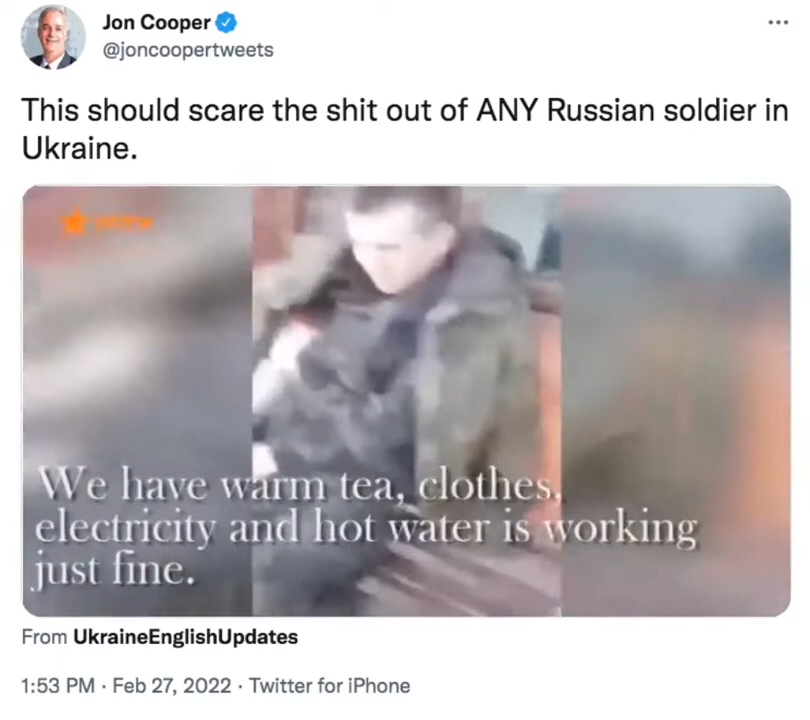 Jon Cooper
@joncoopertweets
This should scare the shit out of ANY Russian soldier in
Ukraine.
We have warm tea, clothes,
electricity and hot water is working
just fine.
From UkraineEnglishUpdates
1:53 PM · Feb 27, 2022 · Twitter for iPhone